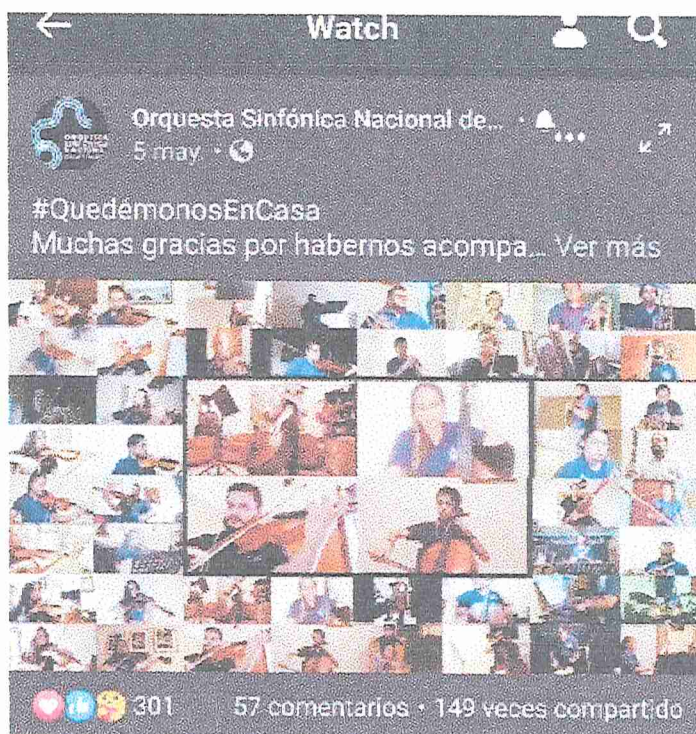 Watch
Orquesta Sinfónica Nacional de... ·
5 may. ·
#QuedémonosEnCasa
Muchas gracias por habernos acompa... Ver más
301
57 comentarios · 149 veces compartido